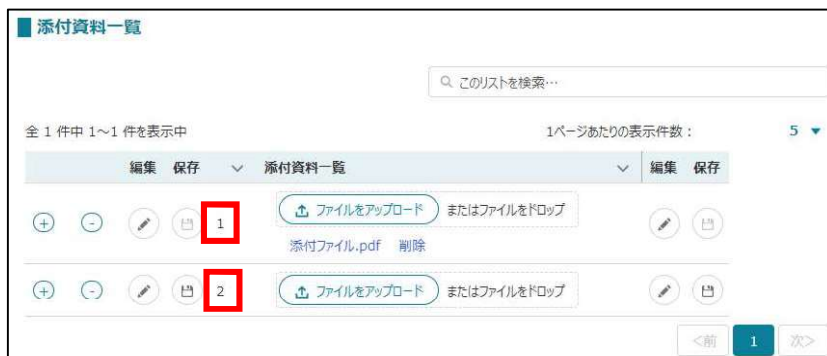 添付資料一覧
このリストを検索…
全 1 件中 1～1 件を表示中 1ページあたりの表示件数： 5
編集 保存 添付資料一覧 編集 保存
1 ファイルをアップロード またはファイルをドロップ
添付ファイル.pdf 削除
2 ファイルをアップロード またはファイルをドロップ
<前 1 次>